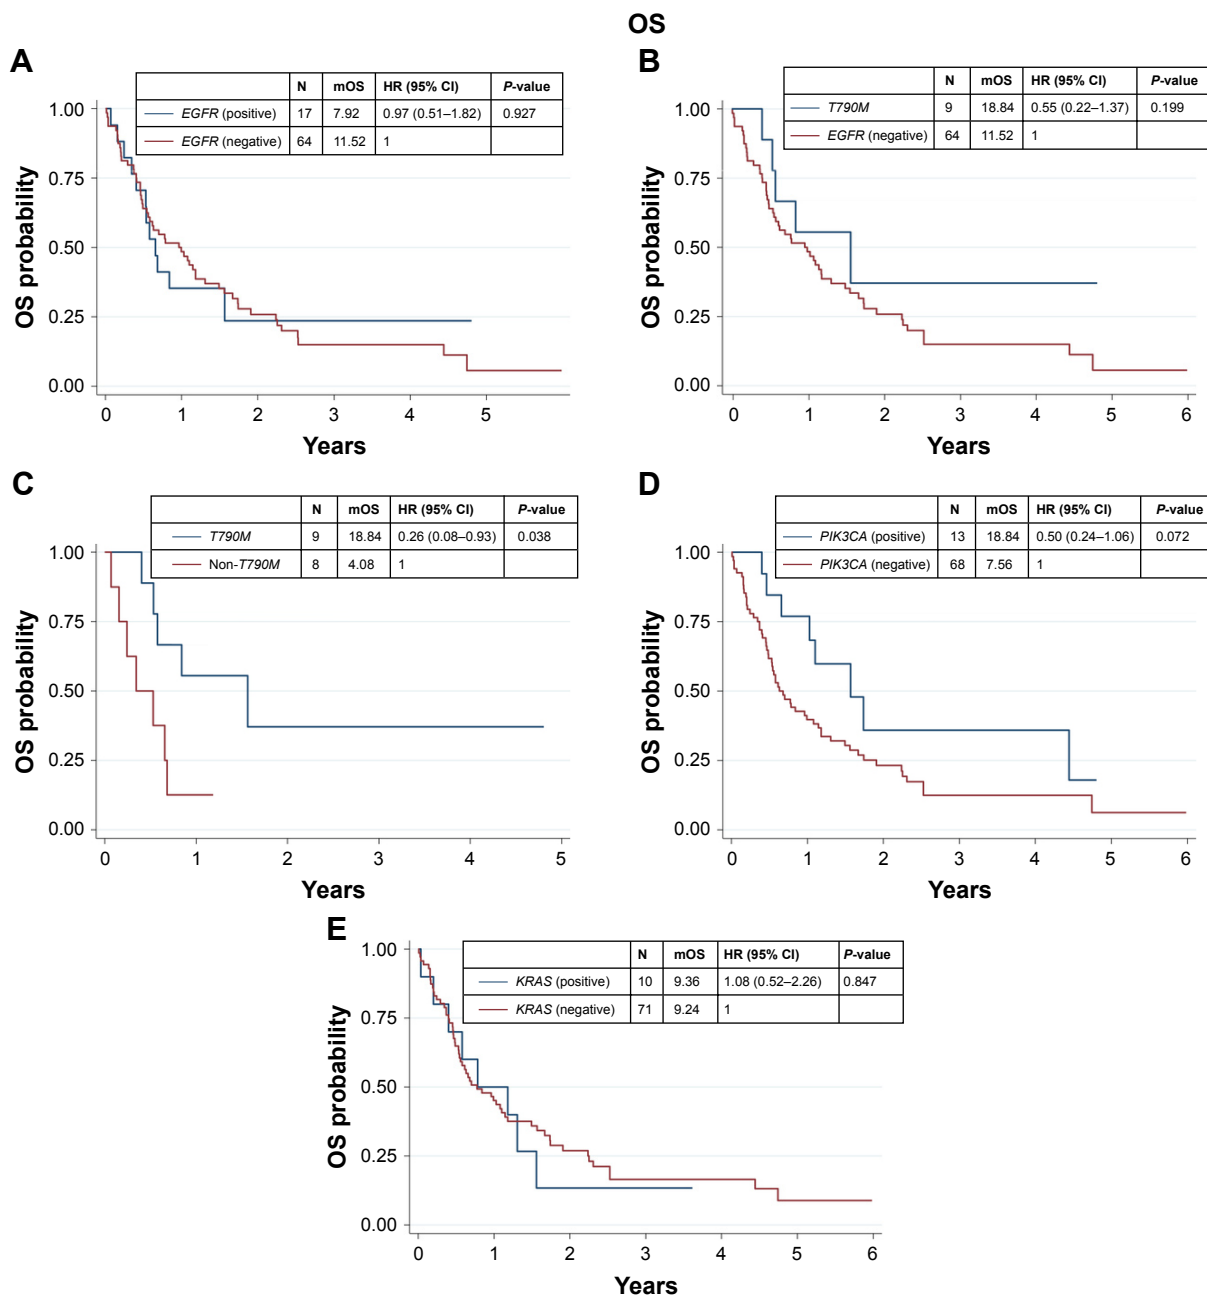 OS
A
N mOS HR (95% CI) P-value
EGFR (positive) 17 7.92 0.97 (0.51–1.82) 0.927
EGFR (negative) 64 11.52 1
1.00
0.75
0.50
0.25
0.00
OS probability
0 1 2 3 4 5
Years
B
N mOS HR (95% CI) P-value
T790M 9 18.84 0.55 (0.22–1.37) 0.199
EGFR (negative) 64 11.52 1
1.00
0.75
0.50
0.25
0.00
OS probability
0 1 2 3 4 5 6
Years
C
N mOS HR (95% CI) P-value
T790M 9 18.84 0.26 (0.08–0.93) 0.038
Non-T790M 8 4.08 1
1.00
0.75
0.50
0.25
0.00
OS probability
0 1 2 3 4 5
Years
D
N mOS HR (95% CI) P-value
PIK3CA (positive) 13 18.84 0.50 (0.24–1.06) 0.072
PIK3CA (negative) 68 7.56 1
1.00
0.75
0.50
0.25
0.00
OS probability
0 1 2 3 4 5 6
Years
E
N mOS HR (95% CI) P-value
KRAS (positive) 10 9.36 1.08 (0.52–2.26) 0.847
KRAS (negative) 71 9.24 1
1.00
0.75
0.50
0.25
0.00
OS probability
0 1 2 3 4 5 6
Years